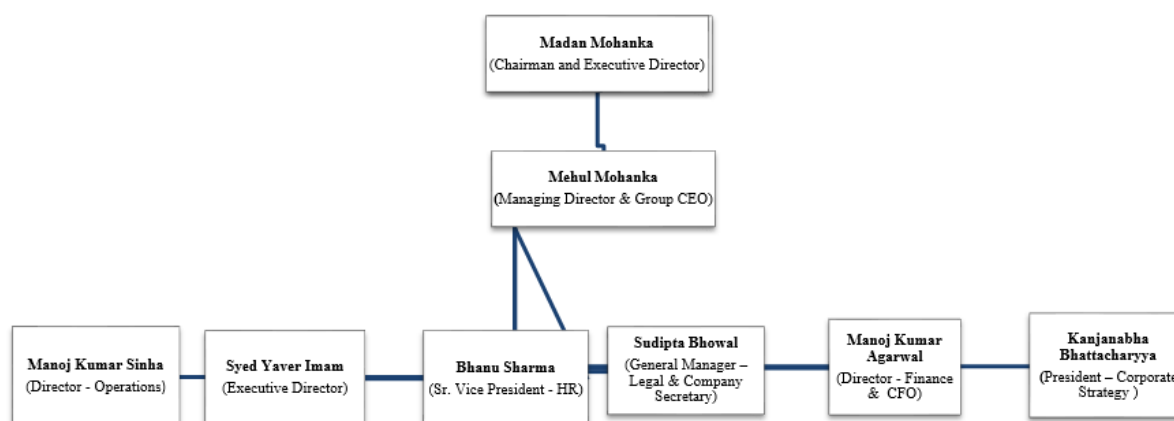 Madan Mohanka
(Chairman and Executive Director)
Mehul Mohanka
(Managing Director & Group CEO)
Manoj Kumar Sinha
(Director - Operations)
Syed Yaver Imam
(Executive Director)
Bhanu Sharma
(Sr. Vice President - HR)
Sudipta Bhowal
(General Manager –
Legal & Company
Secretary)
Manoj Kumar
Agarwal
(Director - Finance
& CFO)
Kanjanabha
Bhattacharyya
(President – Corporate
Strategy )